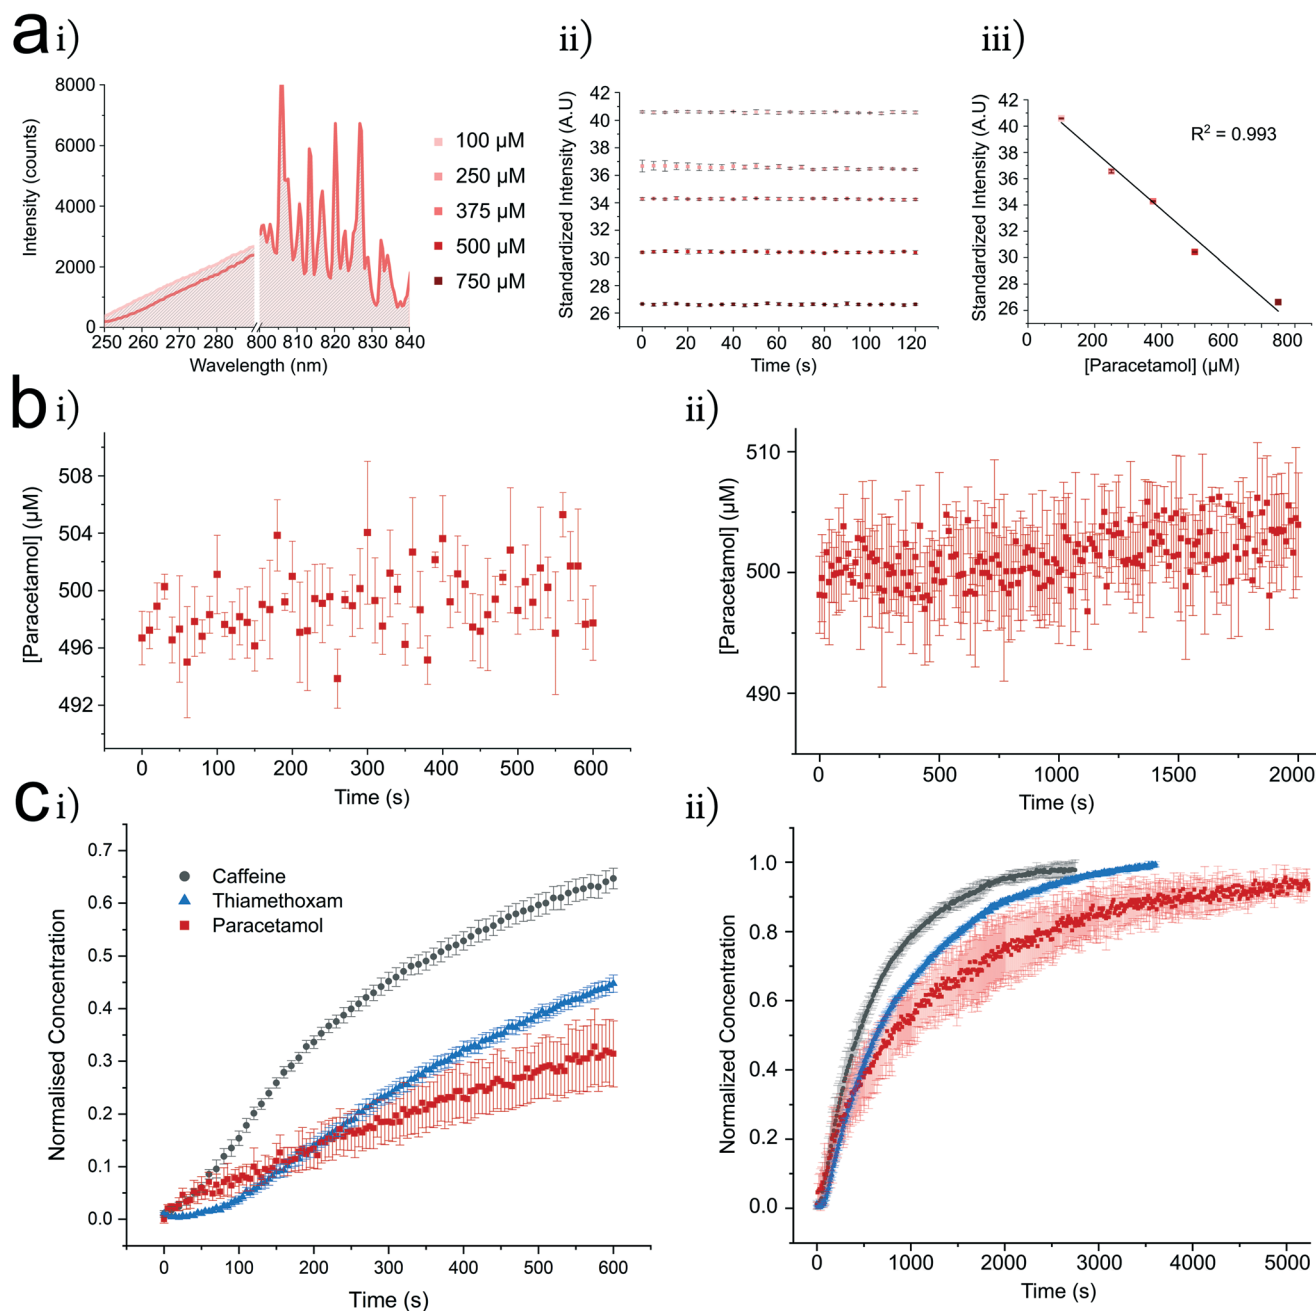 a i)
Intensity (counts)
8000
6000
4000
2000
0
250 260 270 280 800 810 820 830 840
Wavelength (nm)
100 µM
250 µM
375 µM
500 µM
750 µM
ii)
Standardized Intensity (A.U)
42
40
38
36
34
32
30
28
26
0 20 40 60 80 100 120
Time (s)
iii)
Standardized Intensity (A.U)
42
40
38
36
34
32
30
28
26
R² = 0.993
0 200 400 600 800
[Paracetamol] (µM)
b i)
[Paracetamol] (µM)
508
504
500
496
492
0 100 200 300 400 500 600
Time (s)
ii)
[Paracetamol] (µM)
510
500
490
0 500 1000 1500 2000
Time (s)
c i)
Normalised Concentration
0.7
0.6
0.5
0.4
0.3
0.2
0.1
0.0
Caffeine
Thiamethoxam
Paracetamol
0 100 200 300 400 500 600
Time (s)
ii)
Normalized Concentration
1.0
0.8
0.6
0.4
0.2
0.0
0 1000 2000 3000 4000 5000
Time (s)